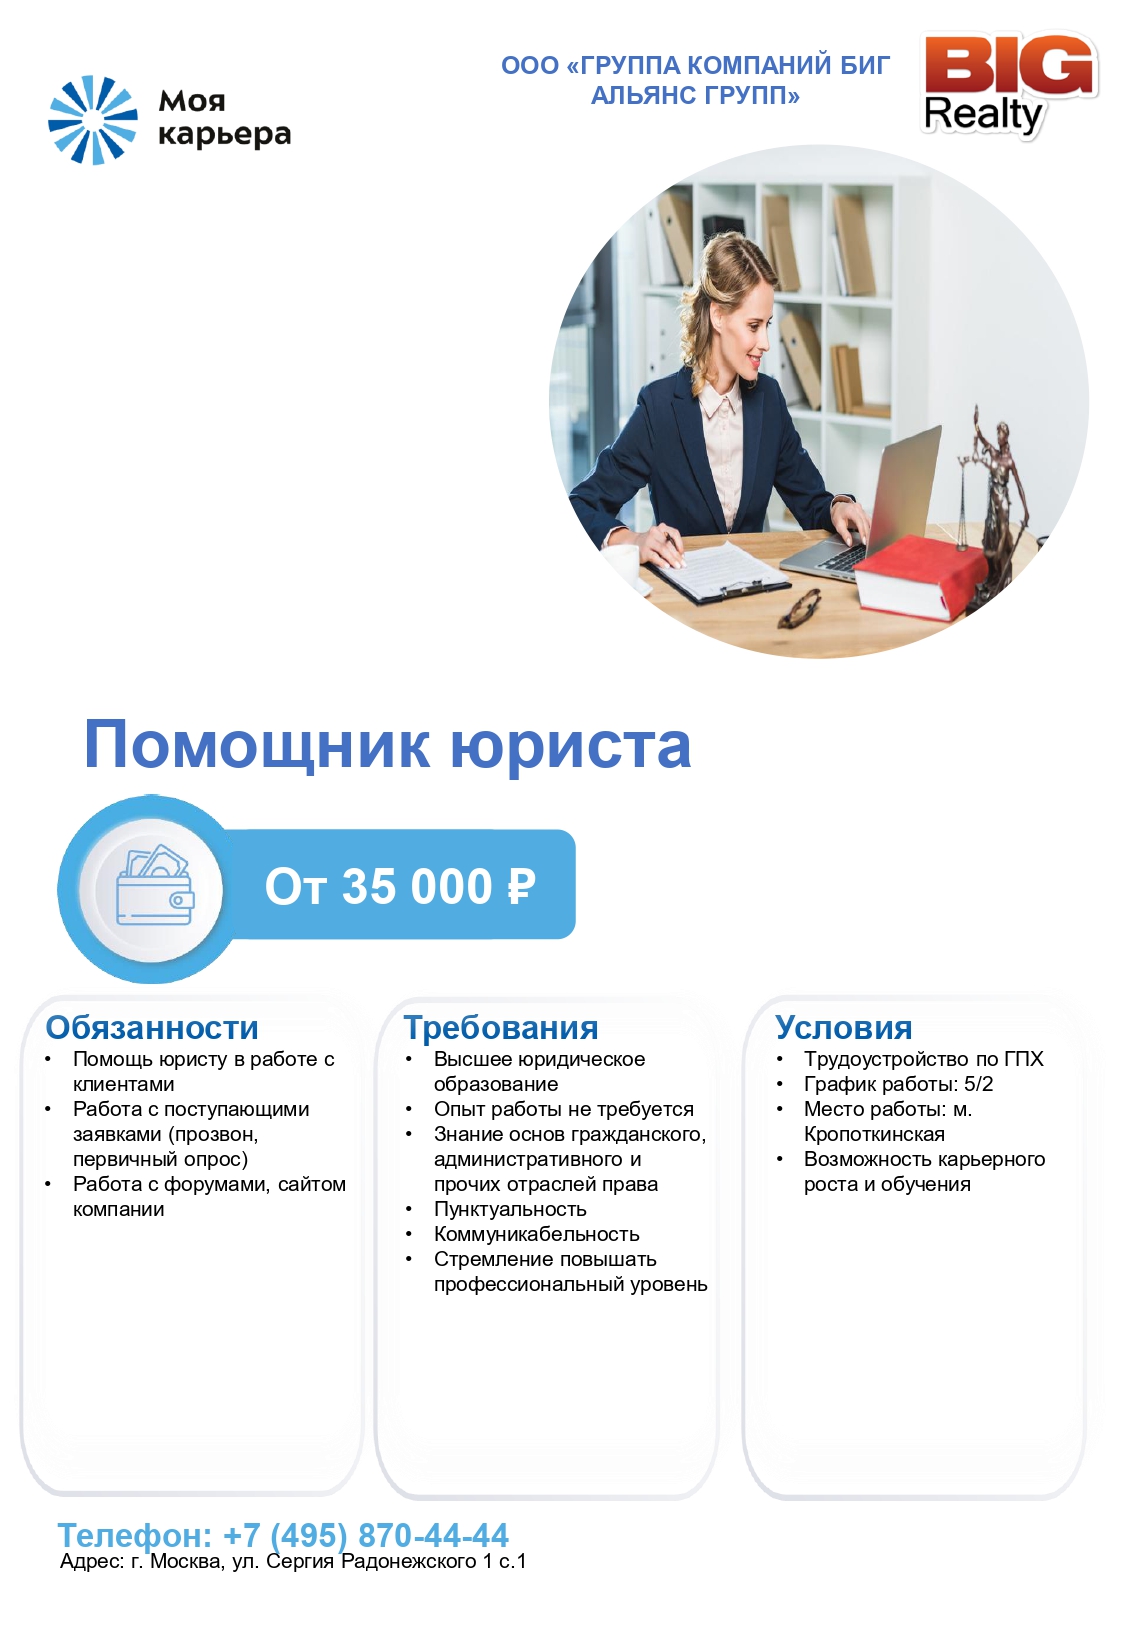 Моя
карьера
ООО «ГРУППА КОМПАНИЙ БИГ
АЛЬЯНС ГРУПП»
BIG
Realty
Помощник юриста
От 35 000 ₽
Обязанности
• Помощь юристу в работе с
клиентами
• Работа с поступающими
заявками (прозвон,
первичный опрос)
• Работа с форумами, сайтом
компании
Требования
• Высшее юридическое
образование
• Опыт работы не требуется
• Знание основ гражданского,
административного и
прочих отраслей права
• Пунктуальность
• Коммуникабельность
• Стремление повышать
профессиональный уровень
Условия
• Трудоустройство по ГПХ
• График работы: 5/2
• Место работы: м.
Кропоткинская
• Возможность карьерного
роста и обучения
Телефон: +7 (495) 870-44-44
Адрес: г. Москва, ул. Сергия Радонежского 1 с.1